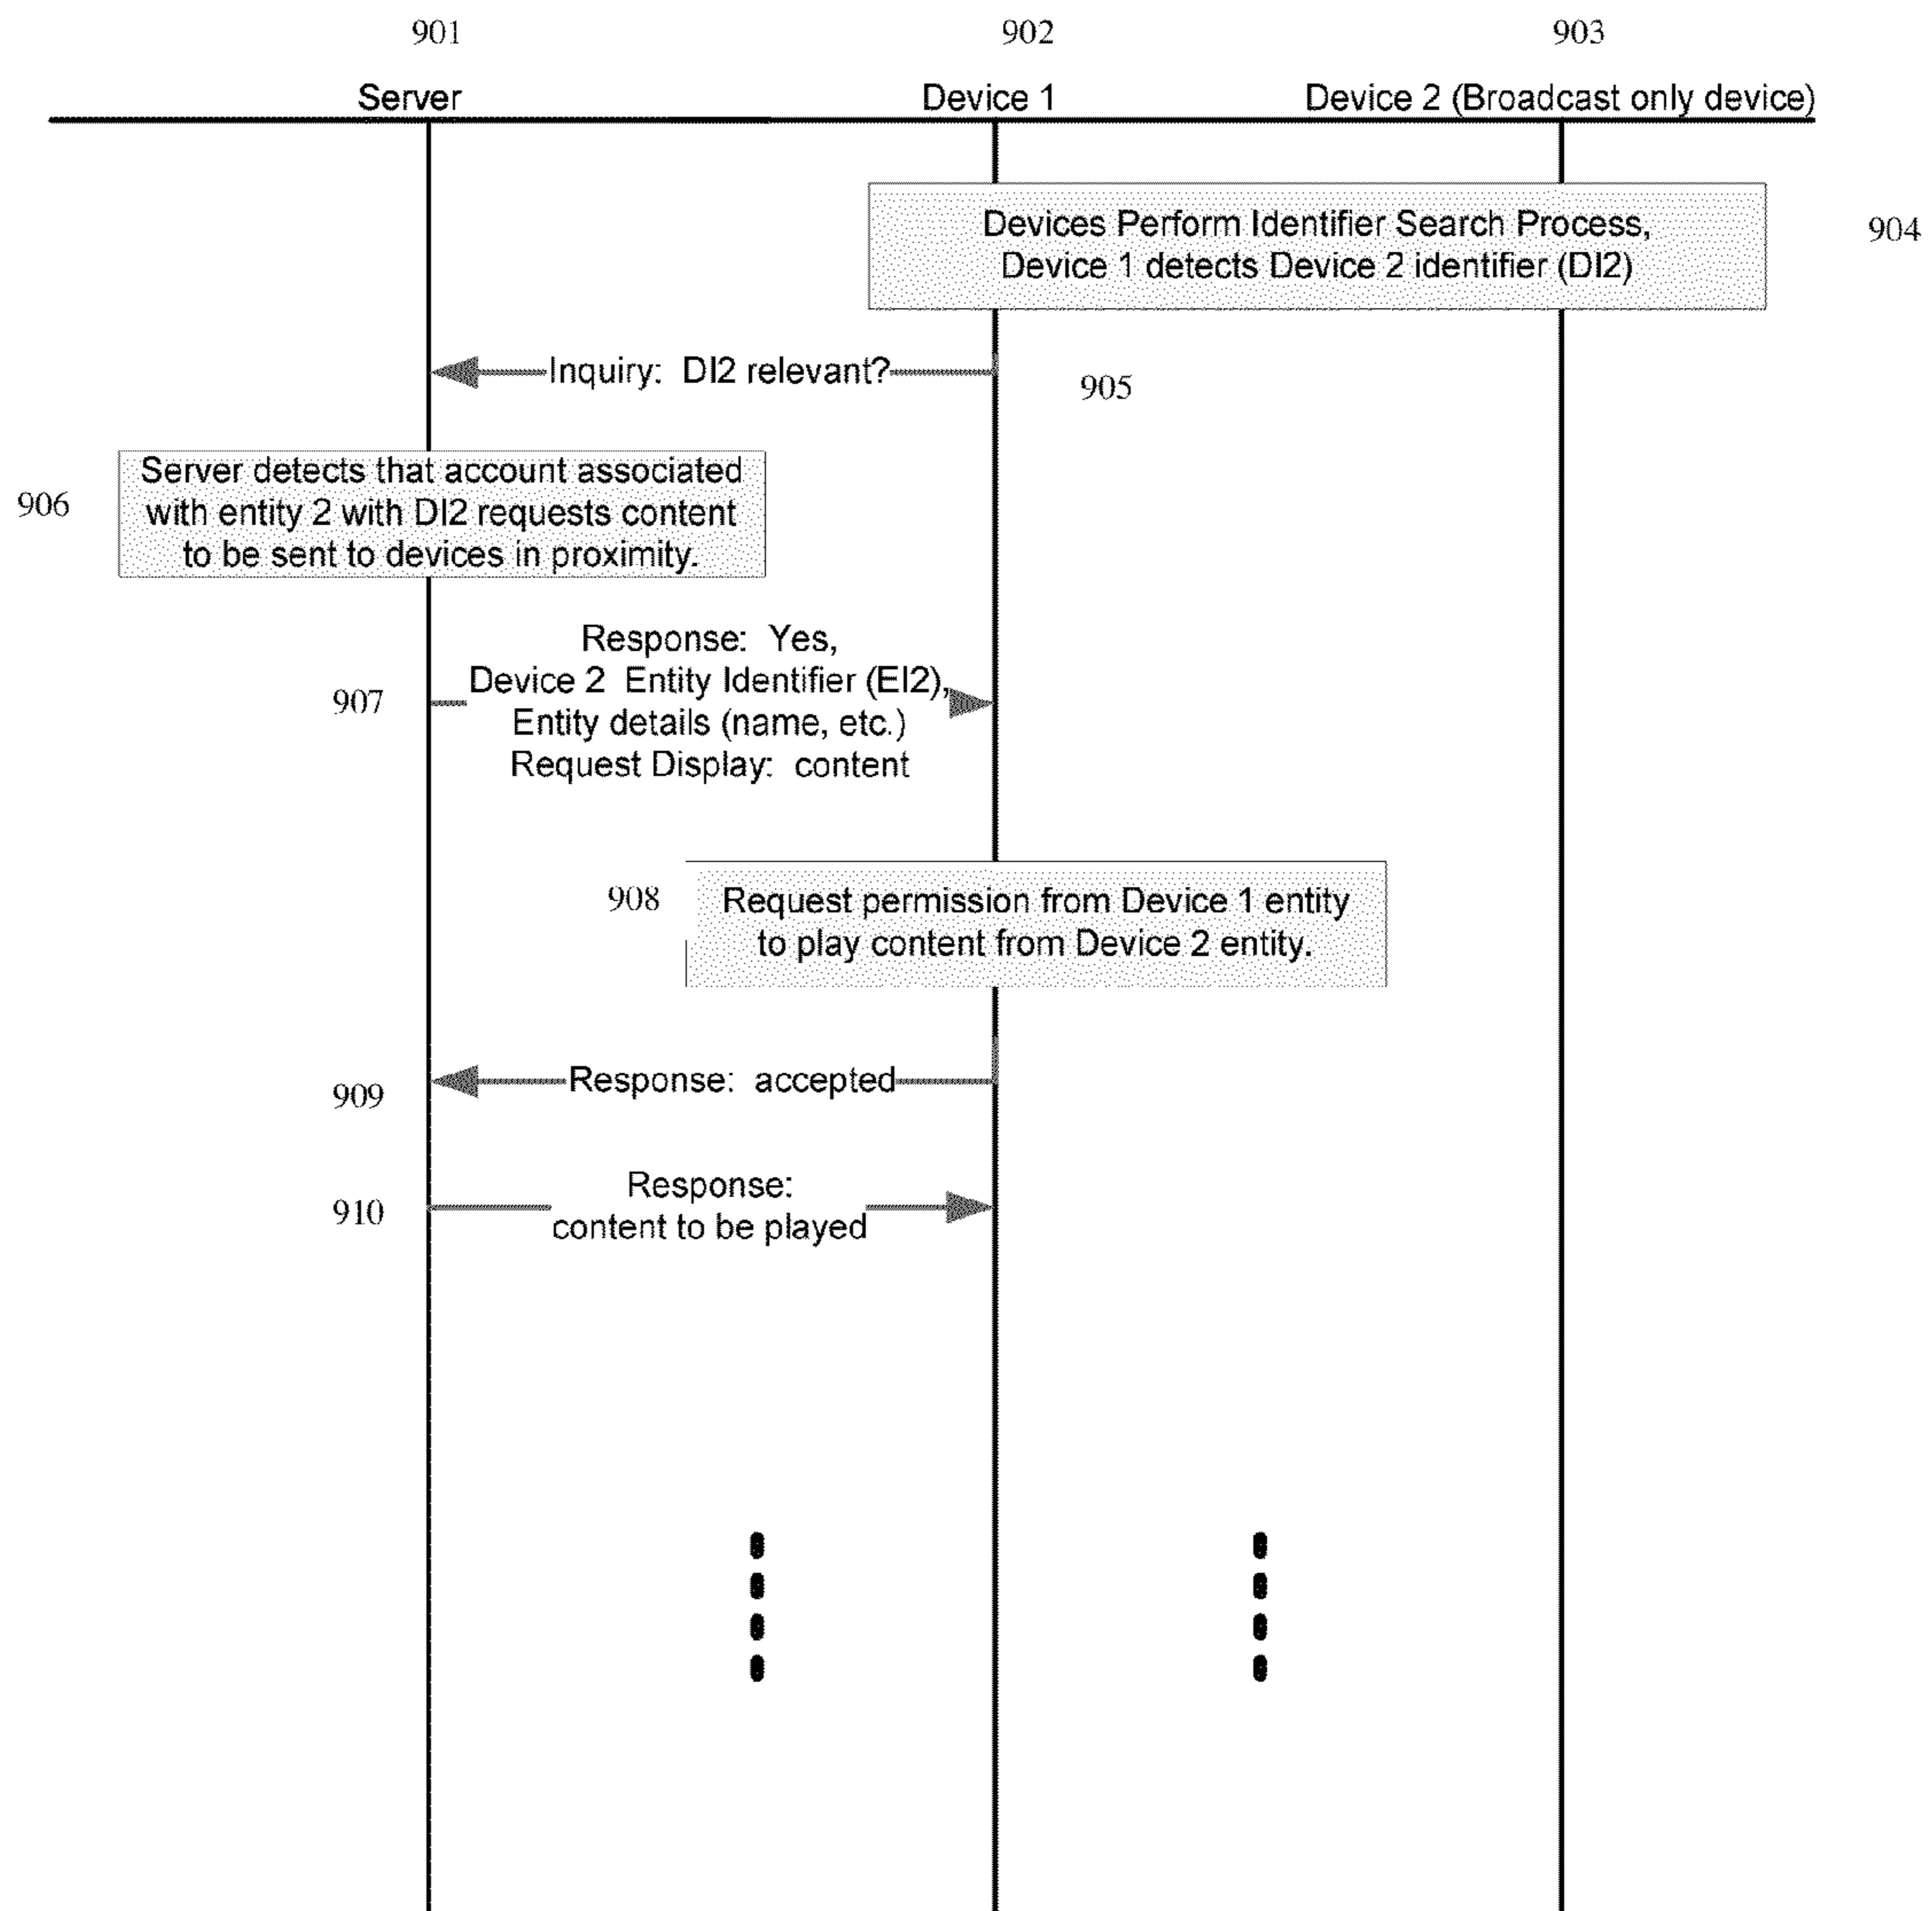 901
902
903
Server
Device 1
Device 2 (Broadcast only device)
Devices Perform Identifier Search Process,
Device 1 detects Device 2 identifier (DI2)
904
Inquiry: DI2 relevant?
905
906
Server detects that account associated
with entity 2 with DI2 requests content
to be sent to devices in proximity.
907
Response: Yes,
Device 2 Entity Identifier (EI2),
Entity details (name, etc.)
Request Display: content
908
Request permission from Device 1 entity
to play content from Device 2 entity.
909
Response: accepted
910
Response:
content to be played